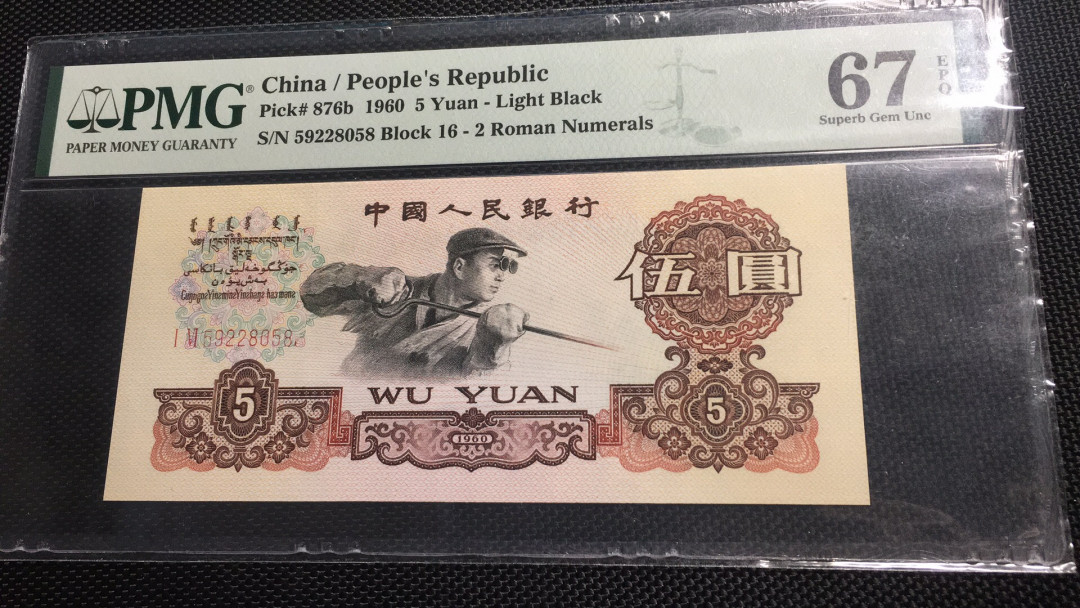 PMG®
PAPER MONEY GUARANTY
China / People's Republic
Pick# 876b 1960 5 Yuan - Light Black
S/N 59228058 Block 16 - 2 Roman Numerals
67
EPQ
Superb Gem Unc
中國人民銀行
伍圓
59228058
WU YUAN
5
1960
5